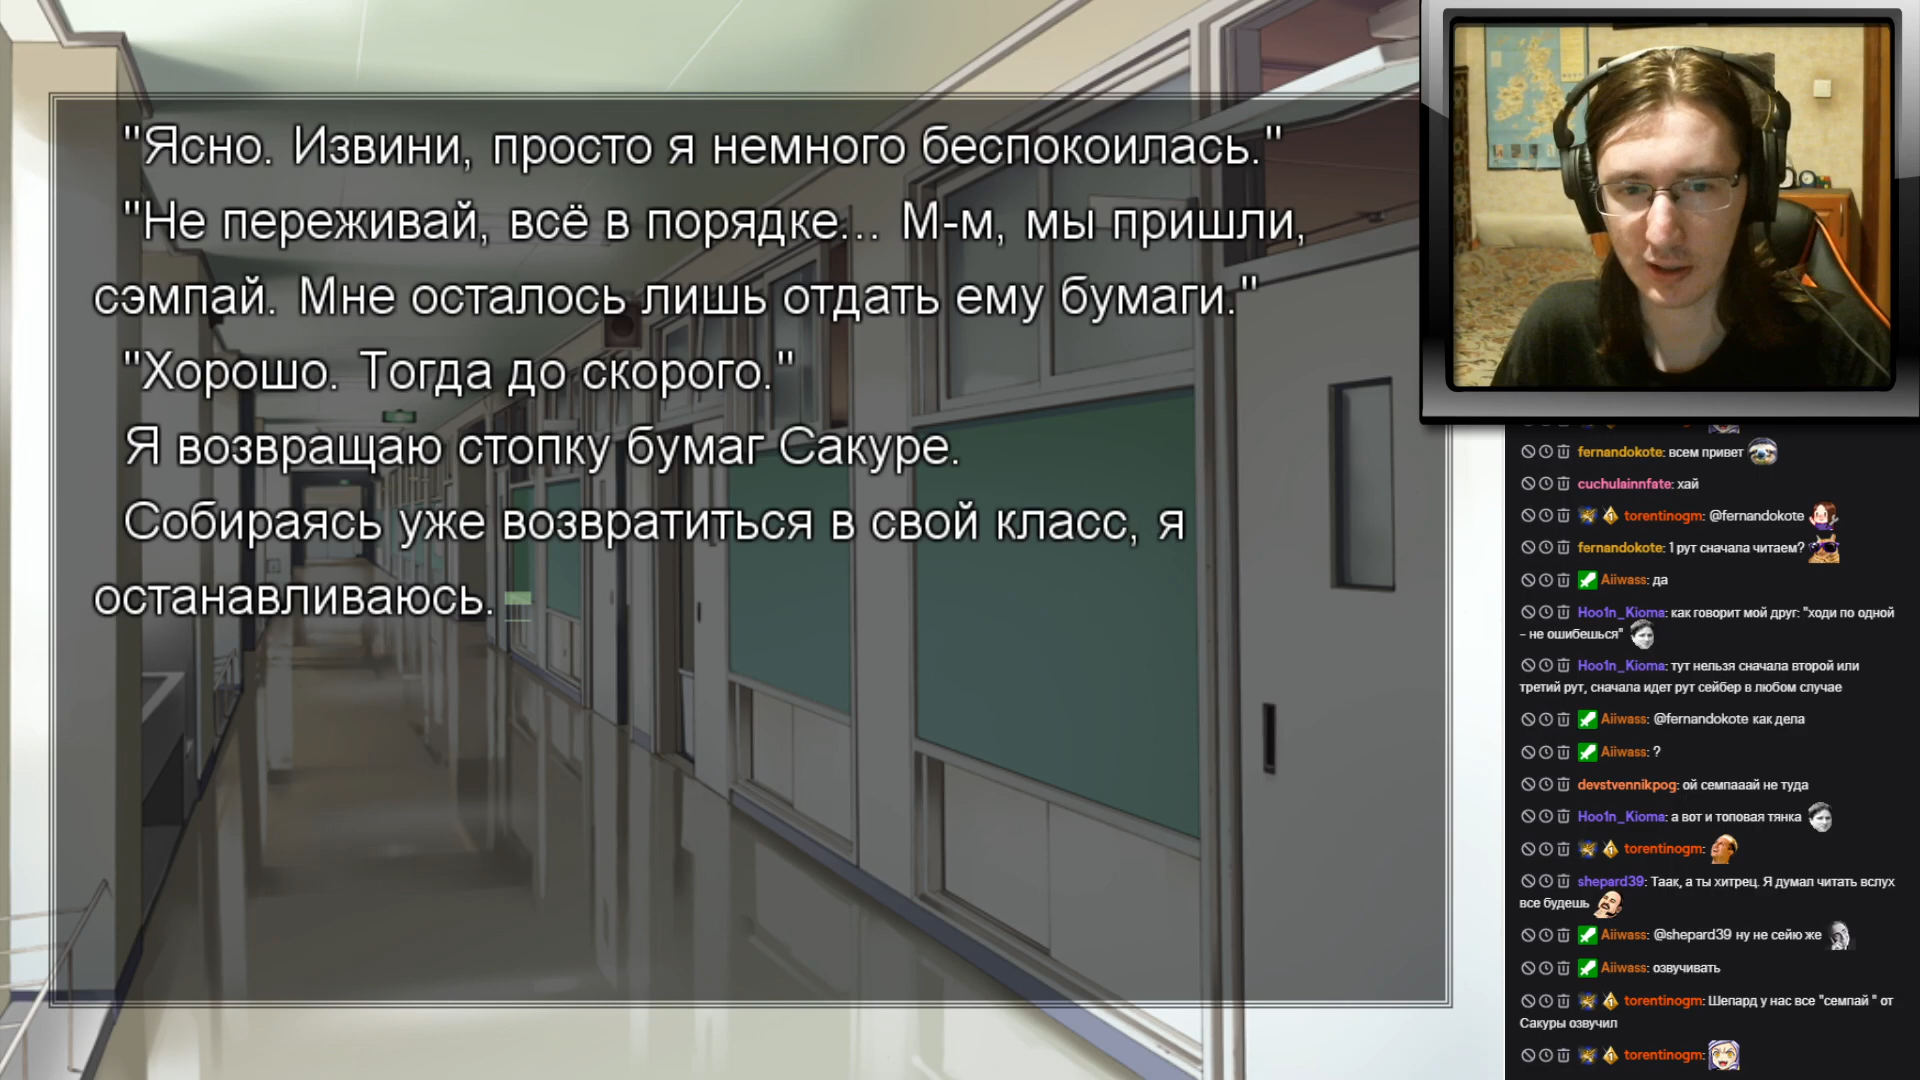 "Ясно. Извини, просто я немного беспокоилась."
"Не переживай, всё в порядке... М-м, мы пришли,
сэмпай. Мне осталось лишь отдать ему бумаги."
"Хорошо. Тогда до скорого."
Я возвращаю стопку бумаг Сакуре.
Собираясь уже возвратиться в свой класс, я
останавливаюсь.
fernandokote: всем привет
cuchulainnfate: хай
torentinogm: @fernandokote
fernandokote: 1 рут сначала читаем?
Aiiwass: да
Hoo1n_Kioma: как говорит мой друг: "ходи по одной
- не ошибешься"
Hoo1n_Kioma: тут нельзя сначала второй или
третий рут, сначала идет рут сейбер в любом случае
Aiiwass: @fernandokote как дела
Aiiwass: ?
devstvennikpog: ой семпааай не туда
Hoo1n_Kioma: а вот и топовая тянка
torentinogm:
shepard39: Таак, а ты хитрец. Я думал читать вслух
все будешь
Aiiwass: @shepard39 ну не сейю же
Aiiwass: озвучивать
torentinogm: Шепард у нас все "семпай " от
Сакуры озвучил
torentinogm: